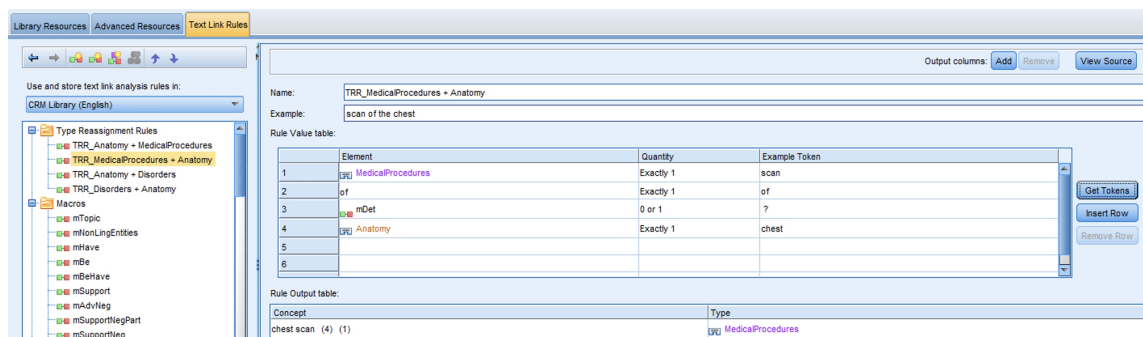 Library Resources Advanced Resources Text Link Rules
Output columns: Add Remove View Source
Use and store text link analysis rules in:
CRM Library (English)
Type Reassignment Rules
TRR_Anatomy + MedicalProcedures
TRR_MedicalProcedures + Anatomy
TRR_Anatomy + Disorders
TRR_Disorders + Anatomy
Macros
mTopic
mNonLingEntities
mHave
mBe
mBeHave
mSupport
mAdvNeg
mSupportNegPart
mSupportNeg
Name: TRR_MedicalProcedures + Anatomy
Example: scan of the chest
Rule Value table:
Element Quantity Example Token
1 MedicalProcedures Exactly 1 scan
2 of Exactly 1 of
3 mDet 0 or 1 ?
4 Anatomy Exactly 1 chest
5
6
Get Tokens
Insert Row
Remove Row
Rule Output table:
Concept Type
chest scan (4) (1) MedicalProcedures